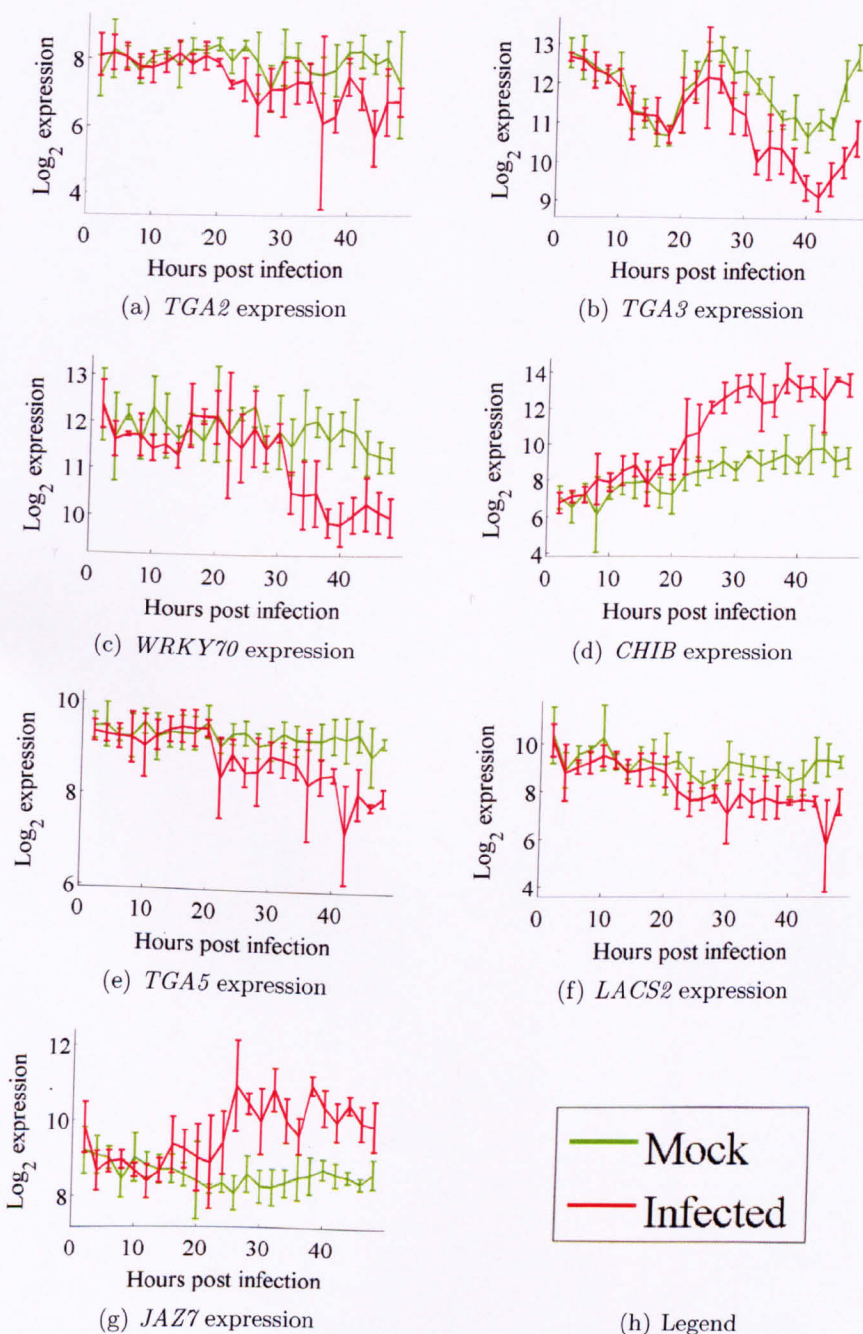 Log2 expression
8
6
4
0 10 20 30 40
Hours post infection
(a) TGA2 expression
Log2 expression
13
12
11
10
9
0 10 20 30 40
Hours post infection
(b) TGA3 expression
Log2 expression
13
12
11
10
0 10 20 30 40
Hours post infection
(c) WRKY70 expression
Log2 expression
14
12
10
8
6
4
0 10 20 30 40
Hours post infection
(d) CHIB expression
Log2 expression
10
8
6
0 10 20 30 40
Hours post infection
(e) TGA5 expression
Log2 expression
10
8
6
4
0 10 20 30 40
Hours post infection
(f) LACS2 expression
Log2 expression
12
10
8
0 10 20 30 40
Hours post infection
(g) JAZ7 expression
Mock
Infected
(h) Legend